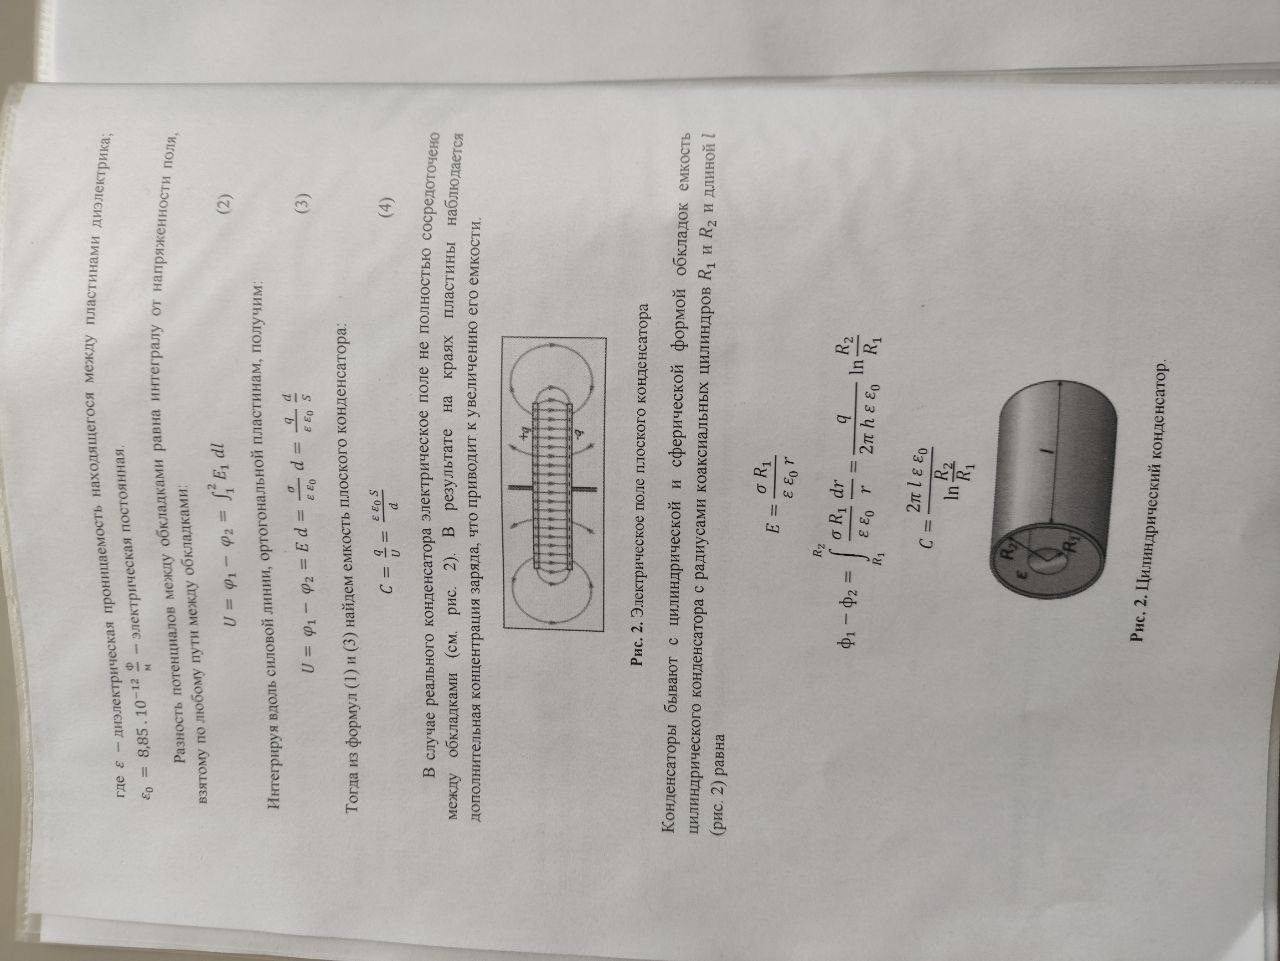 где ε – диэлектрическая проницаемость находящегося между пластинами диэлектрика;
ε₀ = 8,85 . 10⁻¹² Ф/м – электрическая постоянная.
Разность потенциалов между обкладками равна интегралу от напряженности поля,
взятому по любому пути между обкладками:
U = φ₁ − φ₂ = ∫₁² E₁ dl (2)
Интегрируя вдоль силовой линии, ортогональной пластинам, получим:
U = φ₁ − φ₂ = E d = σ/(ε ε₀) d = q/(ε ε₀) d/s (3)
Тогда из формул (1) и (3) найдем емкость плоского конденсатора:
C = q/U = ε ε₀ s/d (4)
В случае реального конденсатора электрическое поле не полностью сосредоточено
между обкладками (см. рис. 2). В результате на краях пластины наблюдается
дополнительная концентрация заряда, что приводит к увеличению его емкости.
+q
-q
Рис. 2. Электрическое поле плоского конденсатора
Конденсаторы бывают с цилиндрической и сферической формой обкладок емкость
цилиндрического конденсатора с радиусами коаксиальных цилиндров R₁ и R₂ и длиной l
(рис. 2) равна
E = σ R₁/(ε ε₀ r)
ϕ₁ − ϕ₂ = ∫_{R₁}^{R₂} σ R₁/(ε ε₀) dr/r = q/(2π h ε ε₀) ln R₂/R₁
C = 2π l ε ε₀/(ln R₂/R₁)
R₂
ε
R₁
l
Рис. 2. Цилиндрический конденсатор.